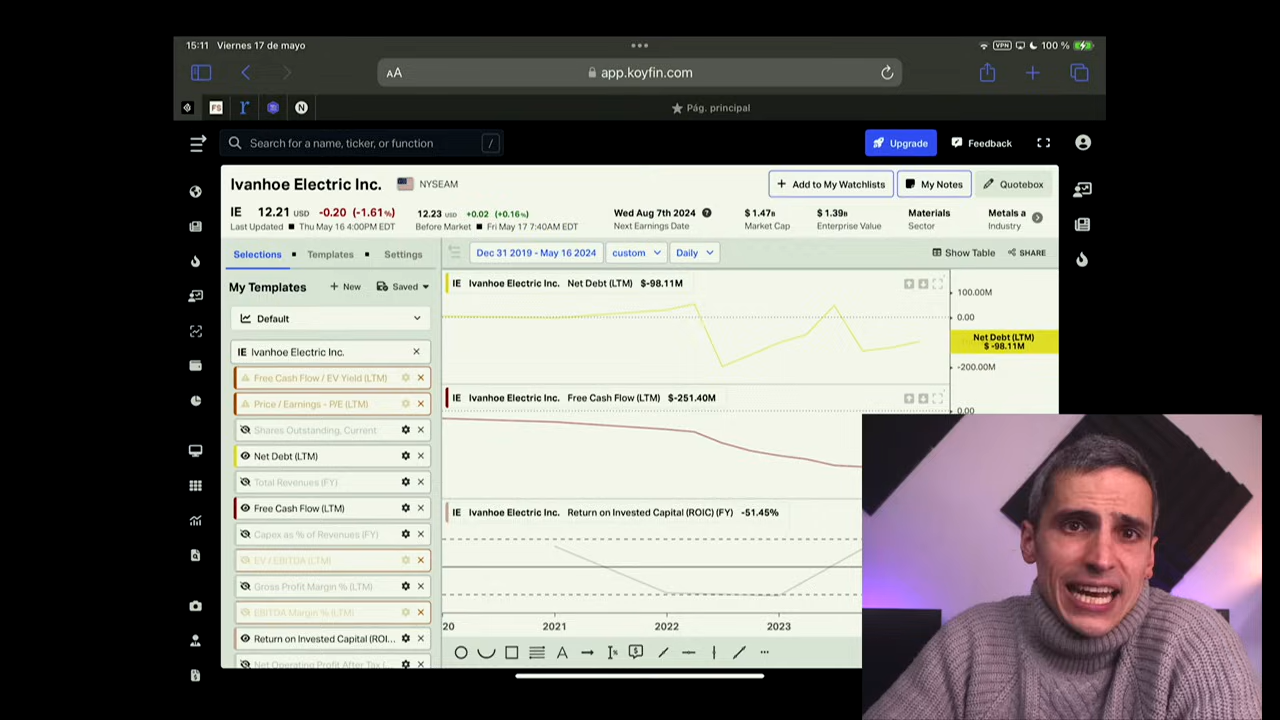 15:11 Viernes 17 de mayo
VPN 100 %
AA app.koyfin.com
FS r N Pág. principal
Search for a name, ticker, or function /
Upgrade Feedback
Ivanhoe Electric Inc. NYSEAM
+ Add to My Watchlists My Notes Quotebox
IE 12.21 USD -0.20 (-1.61%) 12.23 USD +0.02 (+0.16%) Wed Aug 7th 2024 ? $ 1.47B $ 1.39B Materials Metals a
Last Updated Thu May 16 4:00PM EDT Before Market Fri May 17 7:40AM EDT Next Earnings Date Market Cap Enterprise Value Sector Industry
Selections Templates Settings
Dec 31 2019 - May 16 2024 custom Daily Show Table SHARE
My Templates + New Saved
Default
IE Ivanhoe Electric Inc.
Free Cash Flow / EV Yield (LTM)
Price / Earnings - P/E (LTM)
Shares Outstanding, Current
Net Debt (LTM)
Total Revenues (FY)
Free Cash Flow (LTM)
Capex as % of Revenues (FY)
EV / EBITDA (LTM)
Gross Profit Margin % (LTM)
EBITDA Margin % (LTM)
Return on Invested Capital (ROI...
Net Operating Profit After Tax (...
IE Ivanhoe Electric Inc. Net Debt (LTM) $-98.11M
100.00M
0.00
Net Debt (LTM)
$ -98.11M
-200.00M
IE Ivanhoe Electric Inc. Free Cash Flow (LTM) $-251.40M
0.00
IE Ivanhoe Electric Inc. Return on Invested Capital (ROIC) (FY) -51.45%
20 2021 2022 2023